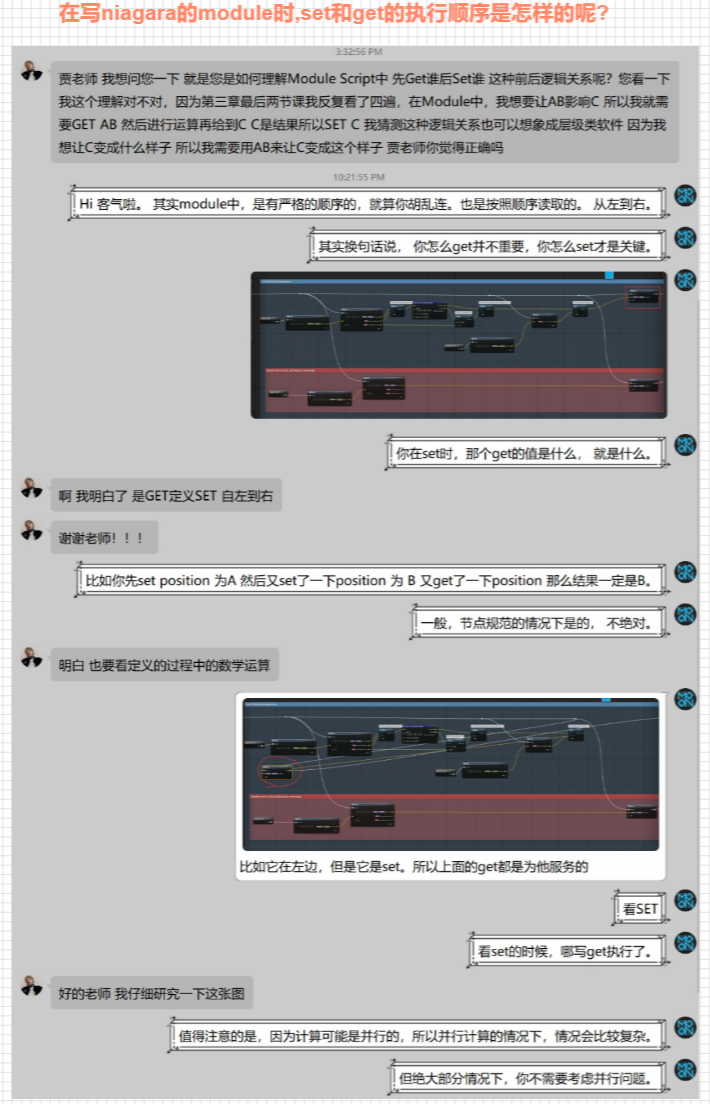 在写niagara的module时,set和get的执行顺序是怎样的呢?
3:32:56 PM
贾老师 我想问您一下 就是您是如何理解Module Script中 先Get谁后Set谁 这种前后逻辑关系呢？您看一下
我这个理解对不对，因为第三章最后两节课我反复看了四遍，在Module中，我想要让AB影响C 所以我就需
要GET AB 然后进行运算再给到C C是结果所以SET C 我猜测这种逻辑关系也可以想象成层级类软件 因为我
想让C变成什么样子 所以我需要用AB来让C变成这个样子 贾老师你觉得正确吗
10:21:55 PM
Hi 客气啦。 其实module中，是有严格的顺序的，就算你胡乱连。也是按照顺序读取的。 从左到右。
其实换句话说， 你怎么get并不重要，你怎么set才是关键。
你在set时，那个get的值是什么， 就是什么。
啊 我明白了 是GET定义SET 自左到右
谢谢老师！！！
比如你先set position 为A 然后又set了一下position 为 B 又get了一下position 那么结果一定是B。
一般，节点规范的情况下是的， 不绝对。
明白 也要看定义的过程中的数学运算
比如它在左边，但是它是set。所以上面的get都是为他服务的
看SET
看set的时候，哪写get执行了。
好的老师 我仔细研究一下这张图
值得注意的是，因为计算可能是并行的，所以并行计算的情况下，情况会比较复杂。
但绝大部分情况下，你不需要考虑并行问题。